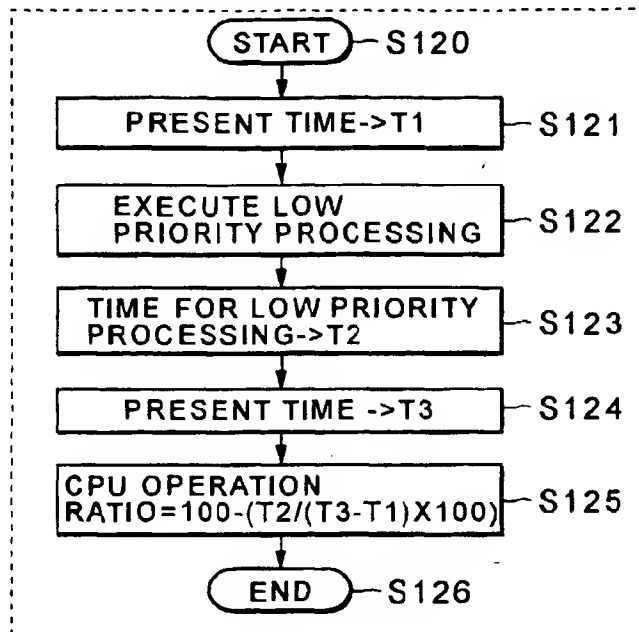 START S120
PRESENT TIME->T1 S121
EXECUTE LOW
PRIORITY PROCESSING S122
TIME FOR LOW PRIORITY
PROCESSING->T2 S123
PRESENT TIME ->T3 S124
CPU OPERATION
RATIO=100-(T2/(T3-T1)X100) S125
END S126